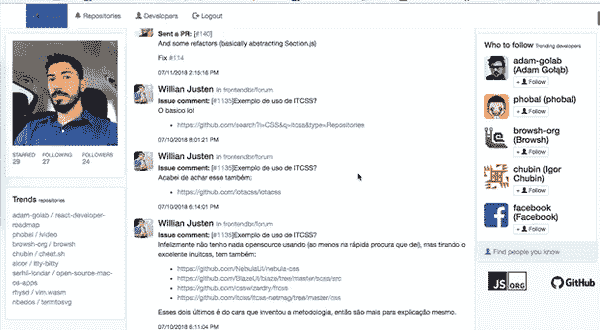 Repositories
Developers
Logout
STARRED
29
FOLLOWING
27
FOLLOWERS
24
Trends repositories
adam-golab / react-developer-
roadmap
phobal / ivideo
browsh-org / browsh
chubin / cheat.sh
alcor / itty-bitty
serhii-londar / open-source-mac-
os-apps
rhysd / vim.wasm
nbedos / termtosvg
Sent a PR: [#140]
And some refactors (basically abetracting Section.js)
Fix #114
07/11/2018 2:15:16 PM
Willian Justen in frontendbr/forum
Issue comment: [#1135]Exemplo de uso de ITCSS?
O basico lol
https://github.com/search?l=CSS&q=itcss&type=Repositories
07/10/2018 8:01:21 PM
Willian Justen in frontendbr/forum
Issue comment: [#1135]Exemplo de uso de ITCSS?
Acabei de achar esse também:
https://github.com/iotacss/iotacss
07/10/2018 6:14:01 PM
Willian Justen in frontendbr/forum
Issue comment: [#1135]Exemplo de uso de ITCSS?
Infelizmente não tenho nada opensource usando (ao menos na rápida procura que dei), mas tirando o
excelente inuitcss, tem também:
https://github.com/NebulaUI/nebula-css
https://github.com/BlazeUI/blaze/tree/master/scss/src
https://github.com/cssw/cssw
https://github.com/itcss/itcss-netmag/tree/master/css
Esses dois últimos é do cara que inventou a metodologia, então são mais para explicação mesmo.
07/10/2018 6:11:04 PM
Who to follow Trending developers
adam-golab
(Adam Gołąb)
+ Follow
phobal (phobal)
+ Follow
browsh-org
(Browsh)
+ Follow
chubin (Igor
Chubin)
+ Follow
facebook
(Facebook)
+ Follow
Find people you know
JS.ORG
GitHub